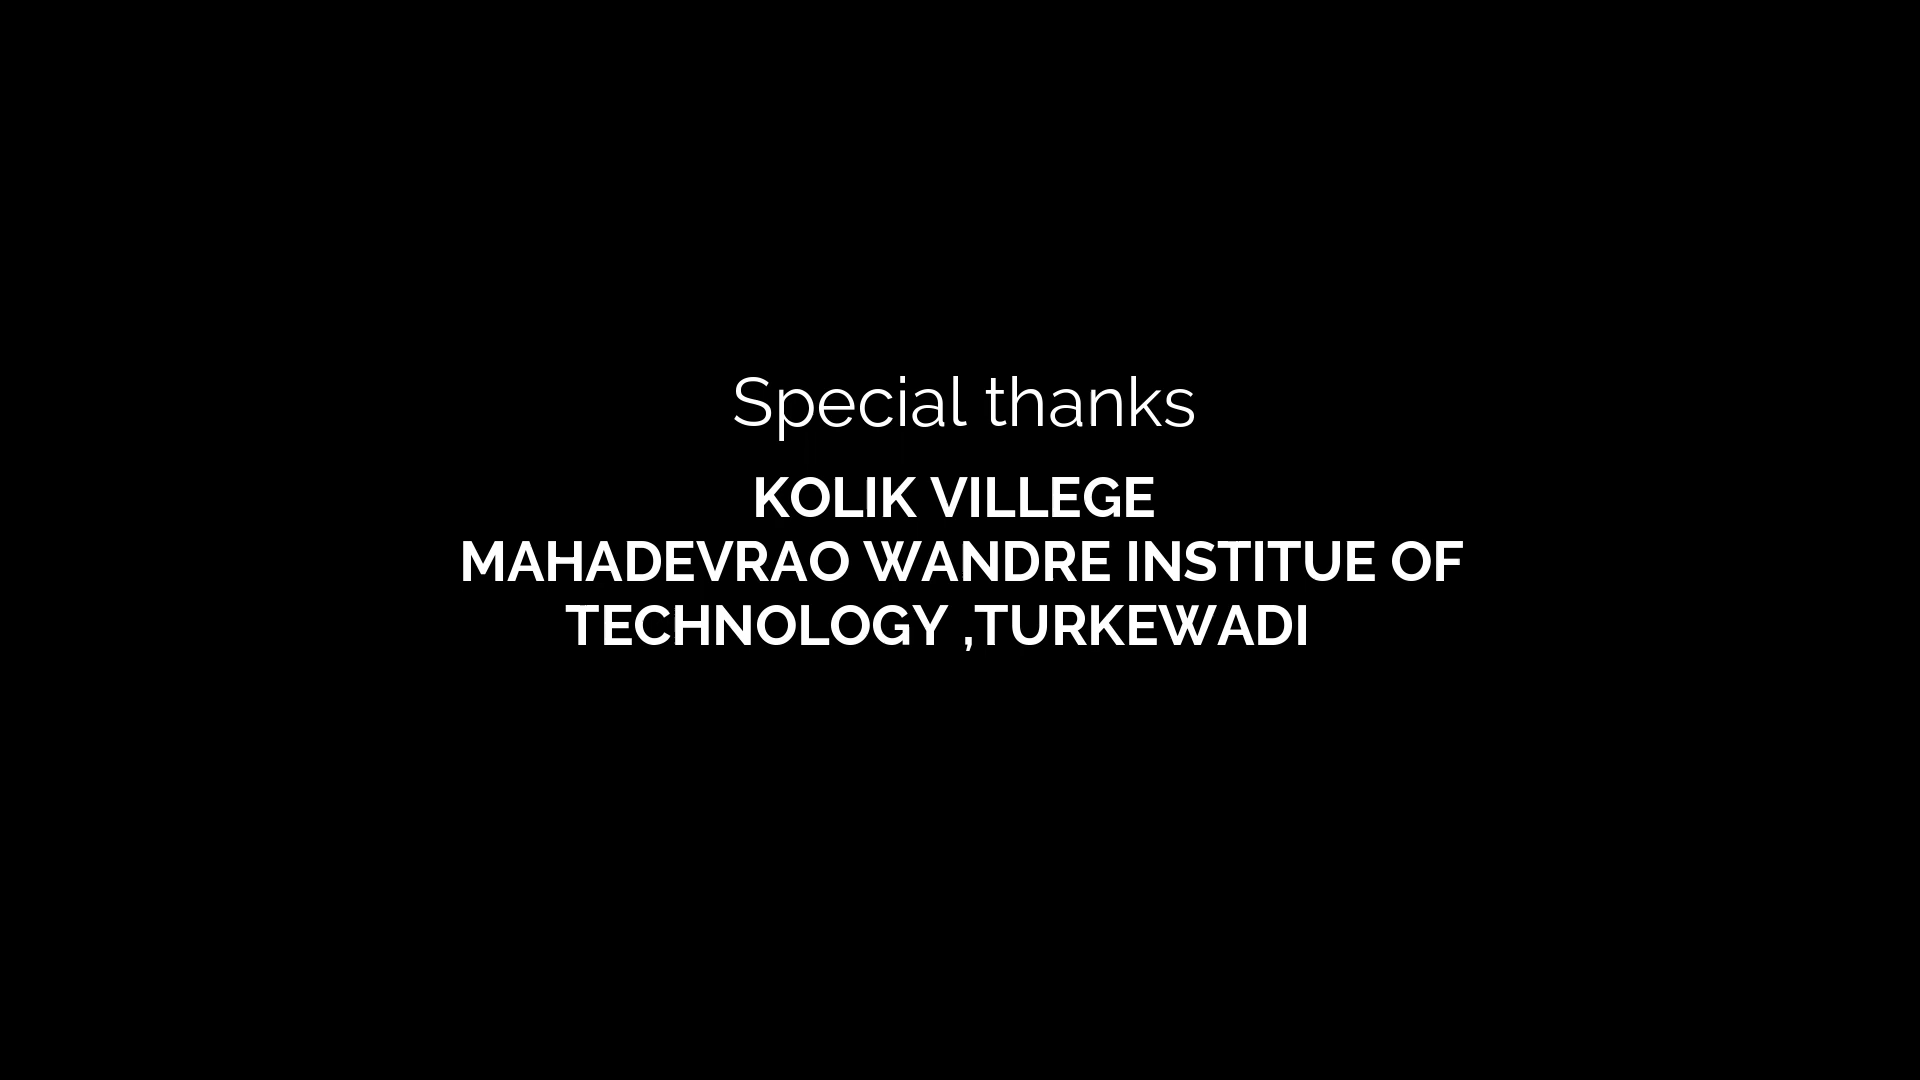 Special thanks
KOLIK VILLEGE
MAHADEVRAO WANDRE INSTITUE OF
TECHNOLOGY ,TURKEWADI